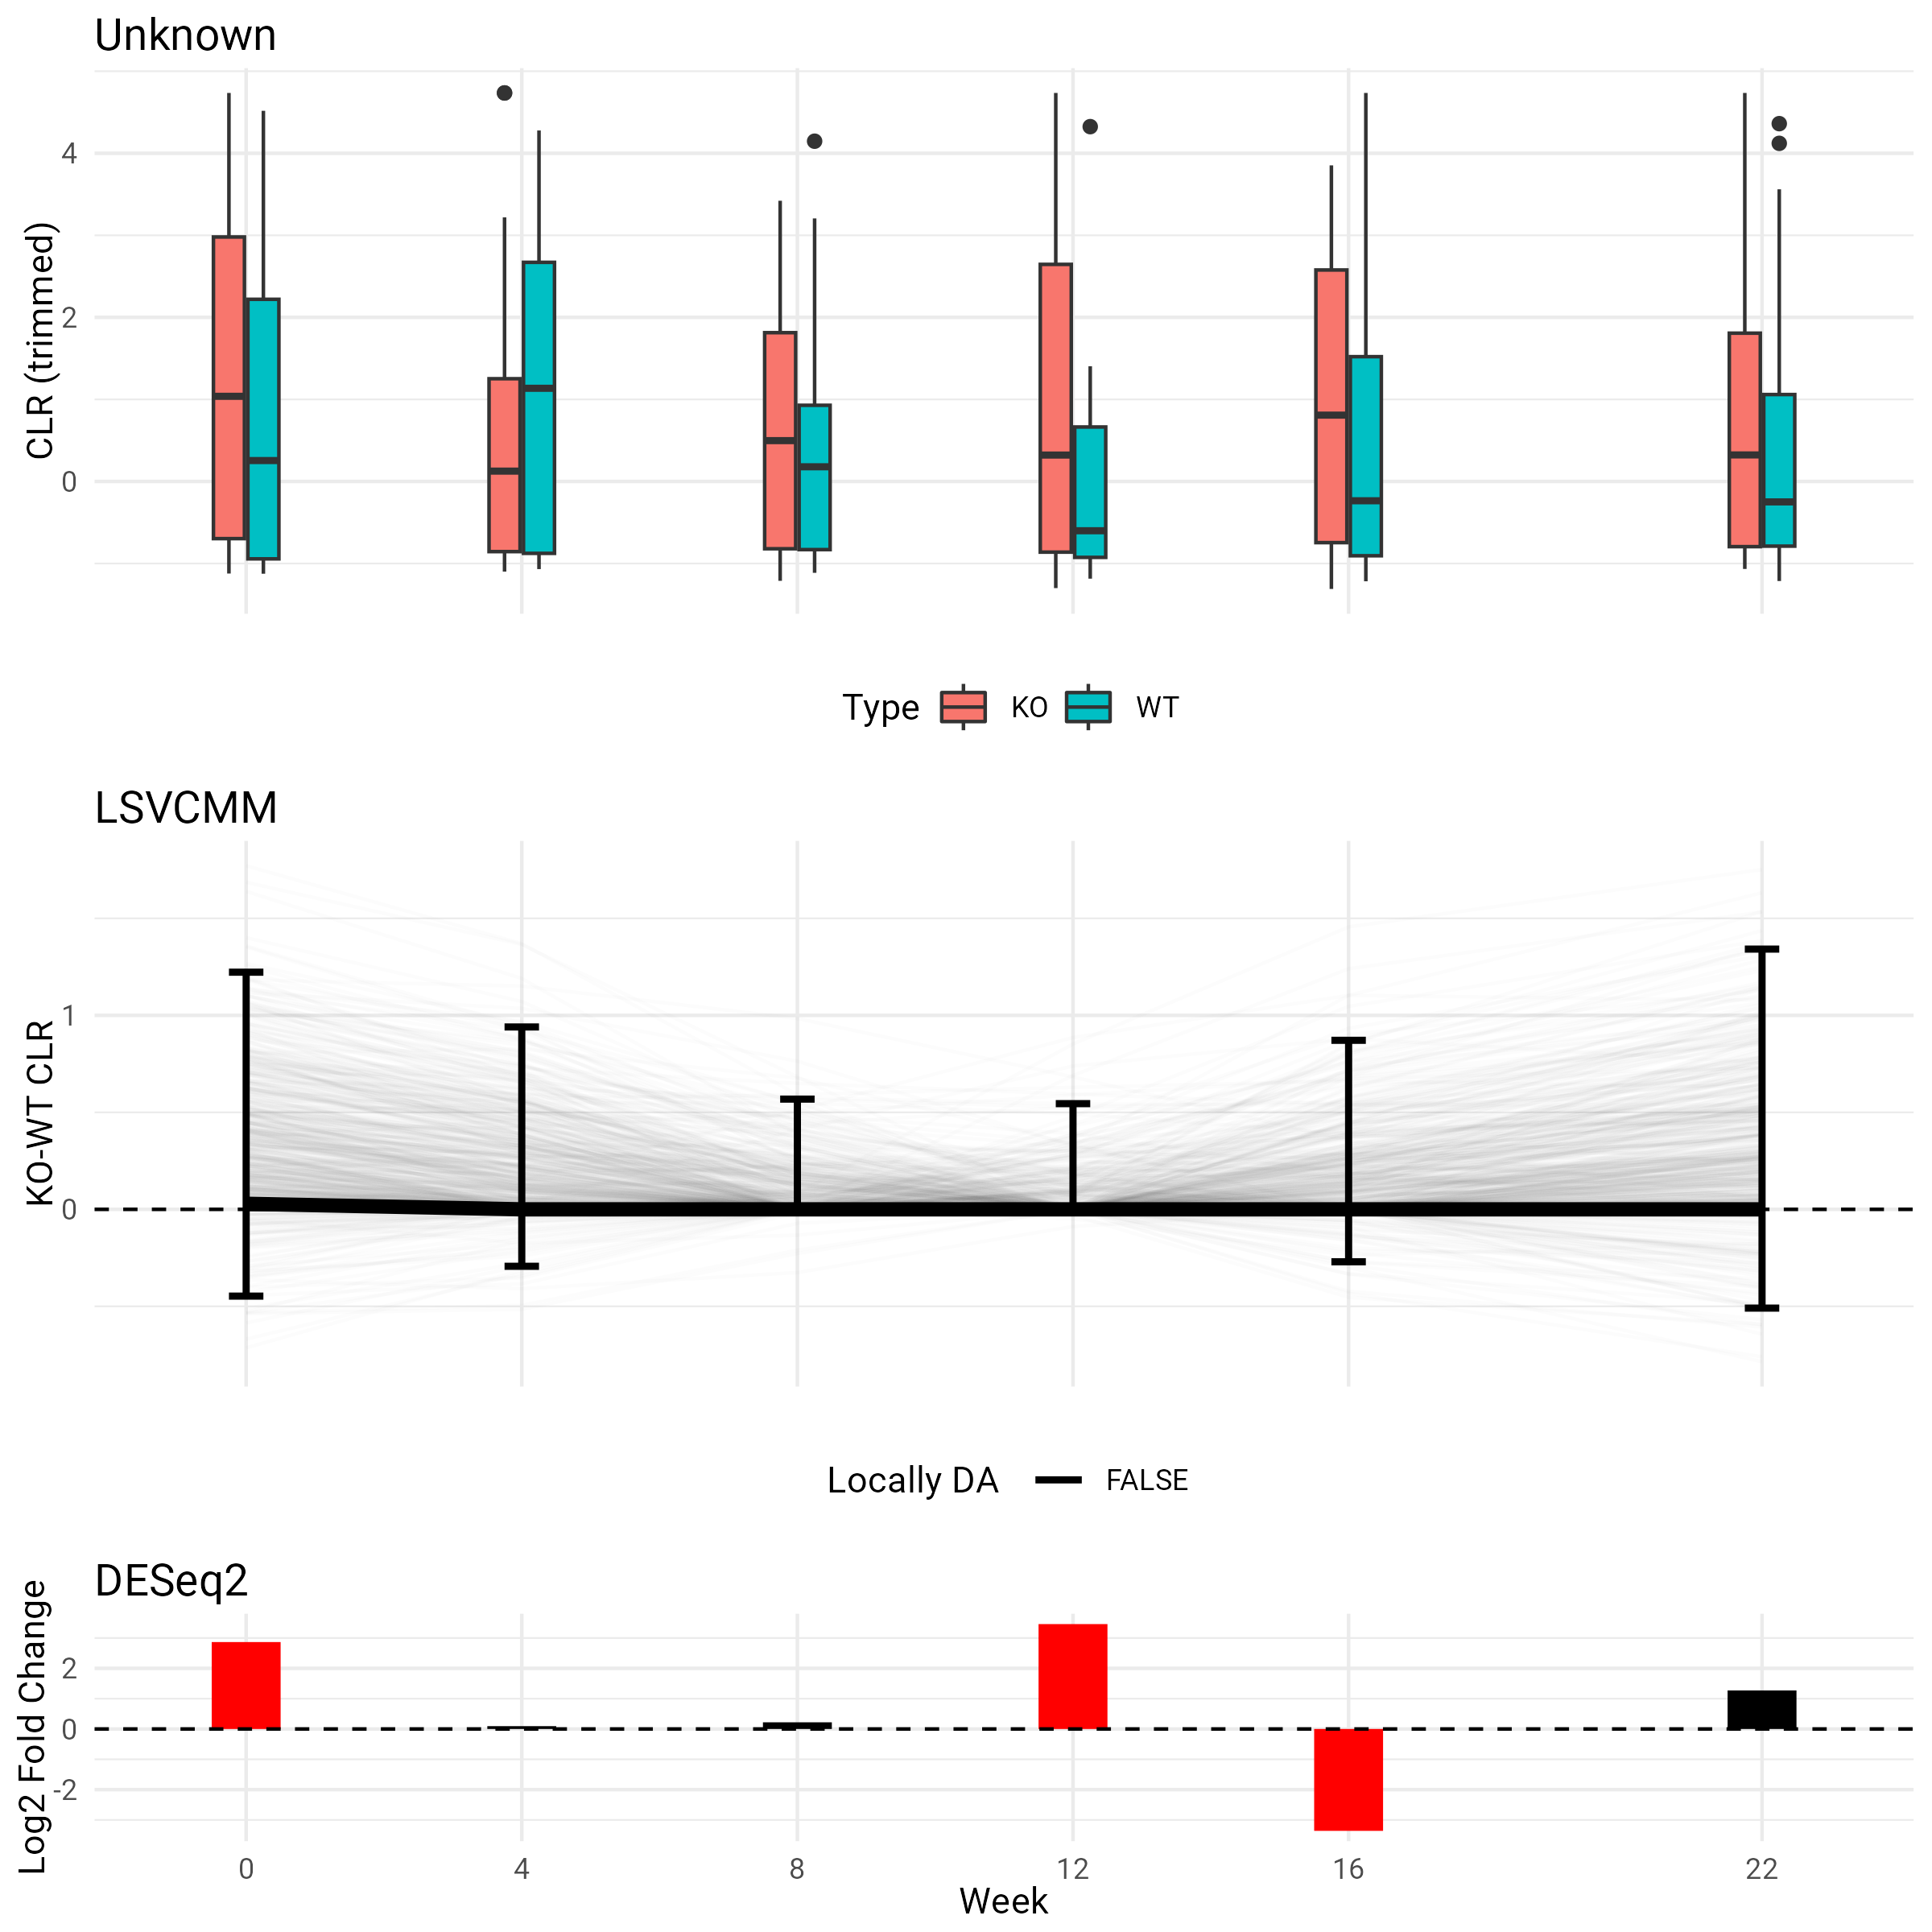 Unknown
CLR (trimmed)
4
2
0
Type KO WT
LSVCMM
KO-WT CLR
1
0
Locally DA FALSE
DESeq2
Log2 Fold Change
2
0
-2
0 4 8 12 16 22
Week